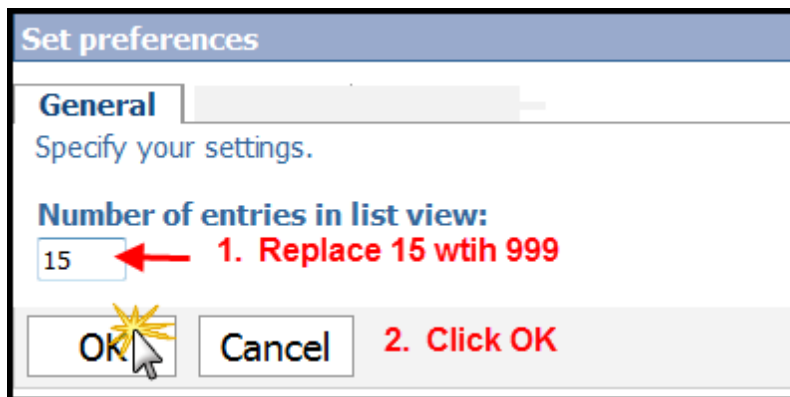 Set preferences
General
Specify your settings.
Number of entries in list view:
15 1. Replace 15 wtih 999
OK Cancel 2. Click OK